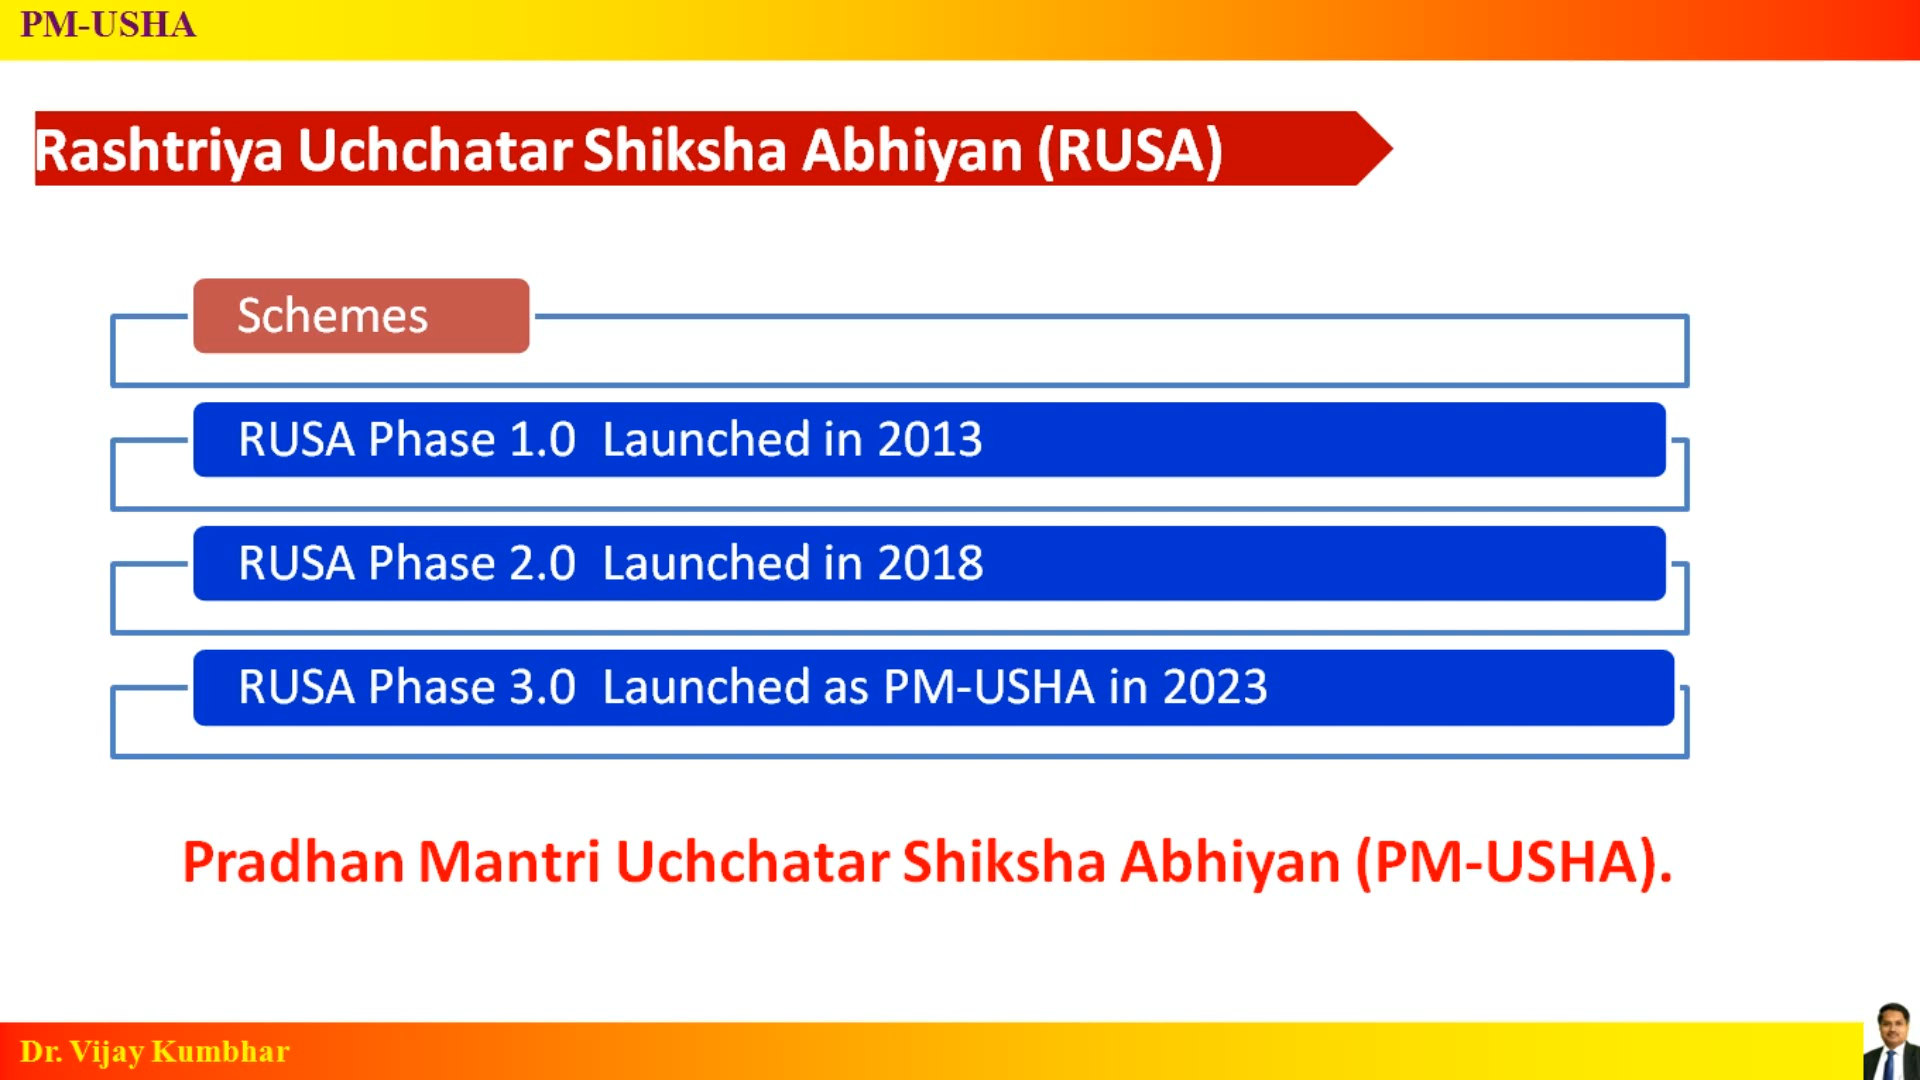 PM-USHA
Rashtriya Uchchatar Shiksha Abhiyan (RUSA)
Schemes
RUSA Phase 1.0 Launched in 2013
RUSA Phase 2.0 Launched in 2018
RUSA Phase 3.0 Launched as PM-USHA in 2023
Pradhan Mantri Uchchatar Shiksha Abhiyan (PM-USHA).
Dr. Vijay Kumbhar